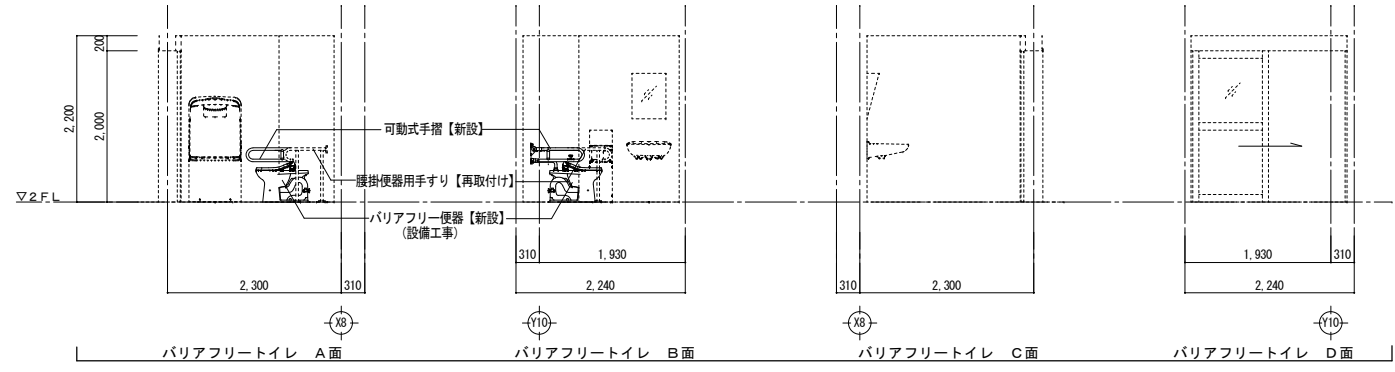 200
2,200
2,000
▽2FL
可動式手摺【新設】
腰掛便器用手すり【再取付け】
バリアフリー便器【新設】
(設備工事)
2,300
310
X8
バリアフリートイレ　A面
310
1,930
2,240
Y10
バリアフリートイレ　B面
310
2,300
X8
バリアフリートイレ　C面
1,930
310
2,240
Y10
バリアフリートイレ　D面